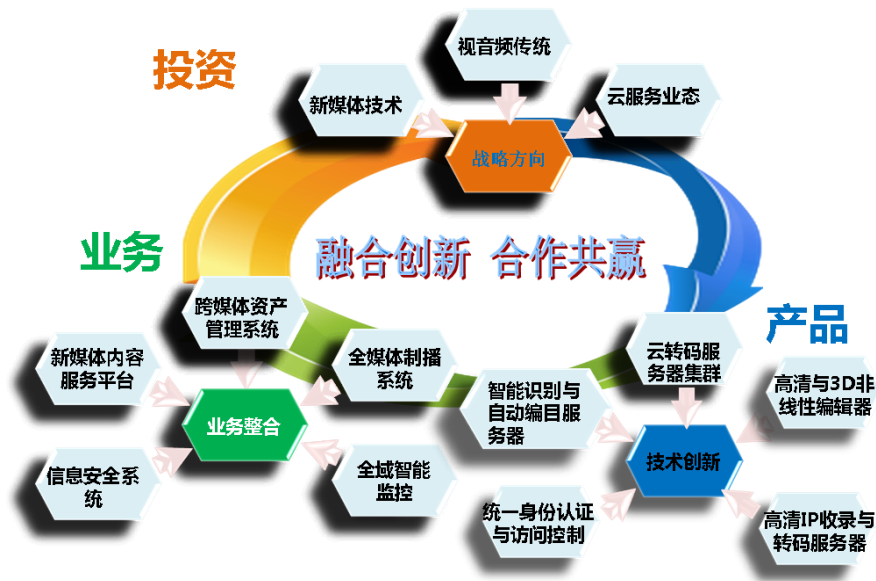 投资
视音频传统
新媒体技术
云服务业态
战略方向
业务
融合创新 合作共赢
产品
跨媒体资产
管理系统
新媒体内容
服务平台
全媒体制播
系统
业务整合
信息安全系
统
全域智能
监控
云转码服
务器集群
智能识别与
自动编目服
务器
高清与3D非
线性编辑器
技术创新
统一身份认证
与访问控制
高清IP收录与
转码服务器